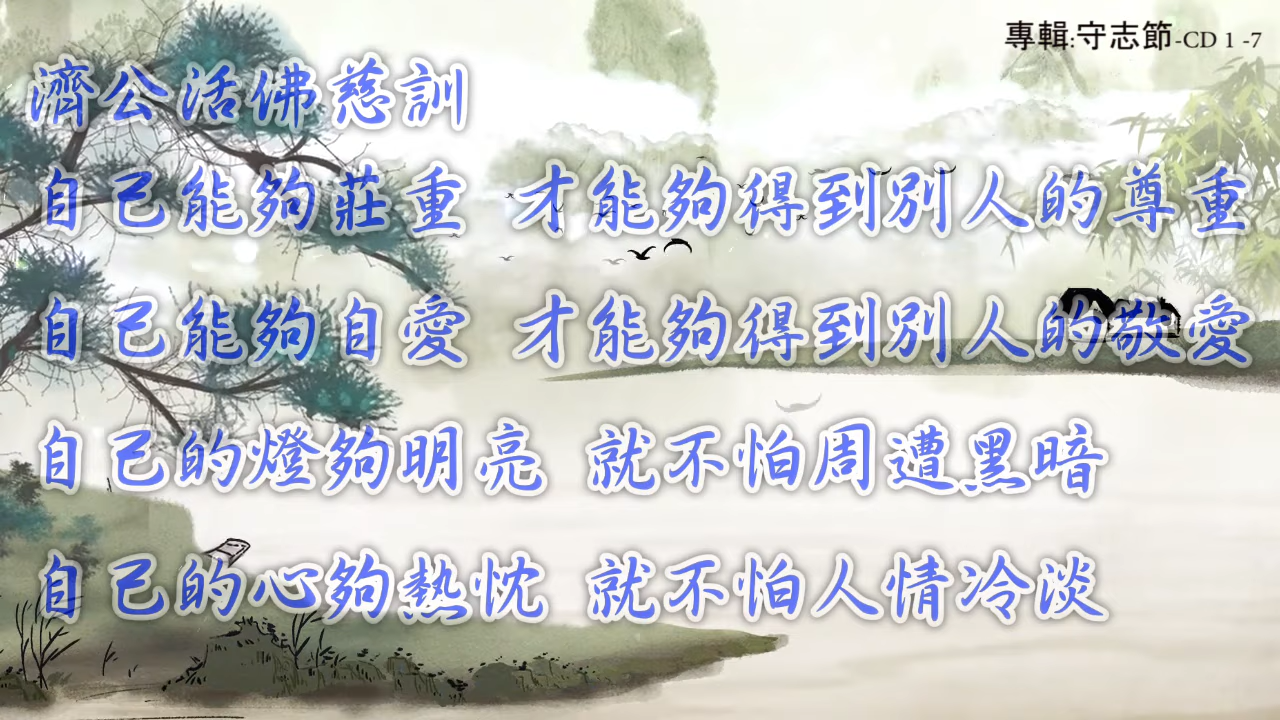 專輯:守志節-CD 1 -7
濟公活佛慈訓
自己能夠莊重 才能夠得到別人的尊重
自己能夠自愛 才能夠得到別人的敬愛
自己的燈夠明亮 就不怕周遭黑暗
自己的心夠熱忱 就不怕人情冷淡